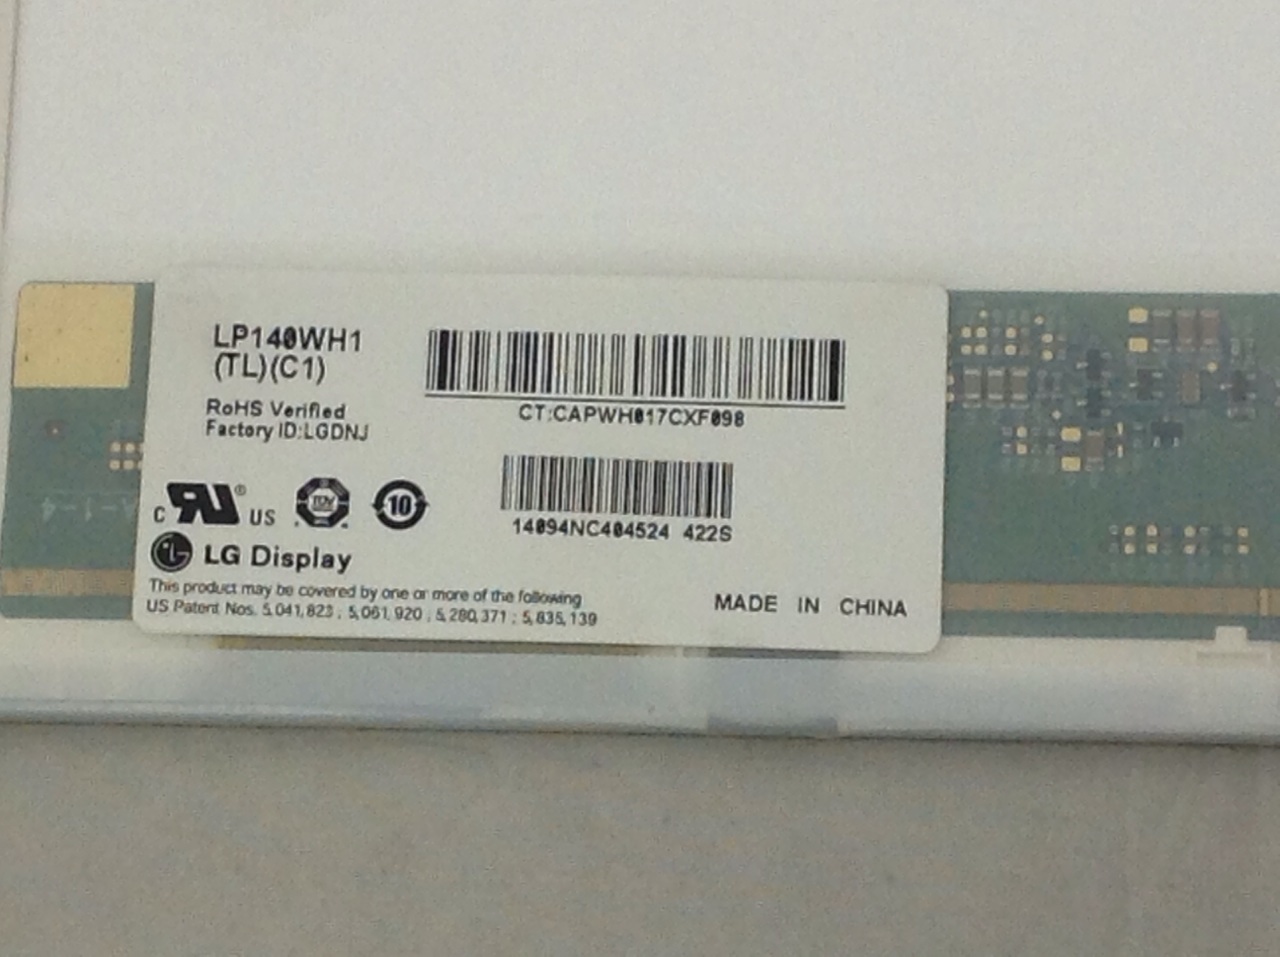 LP140WH1
(TL)(C1)
RoHS Verified
Factory ID:LGDNJ
CT:CAPWH017CXF098
14094NC404524 422S
C US ®
TÜV
10
LG Display
This product may be covered by one or more of the following
US Patent Nos. 5,041,823 ; 5,061,920 ; 5,280,371 ; 5,835,139
MADE IN CHINA